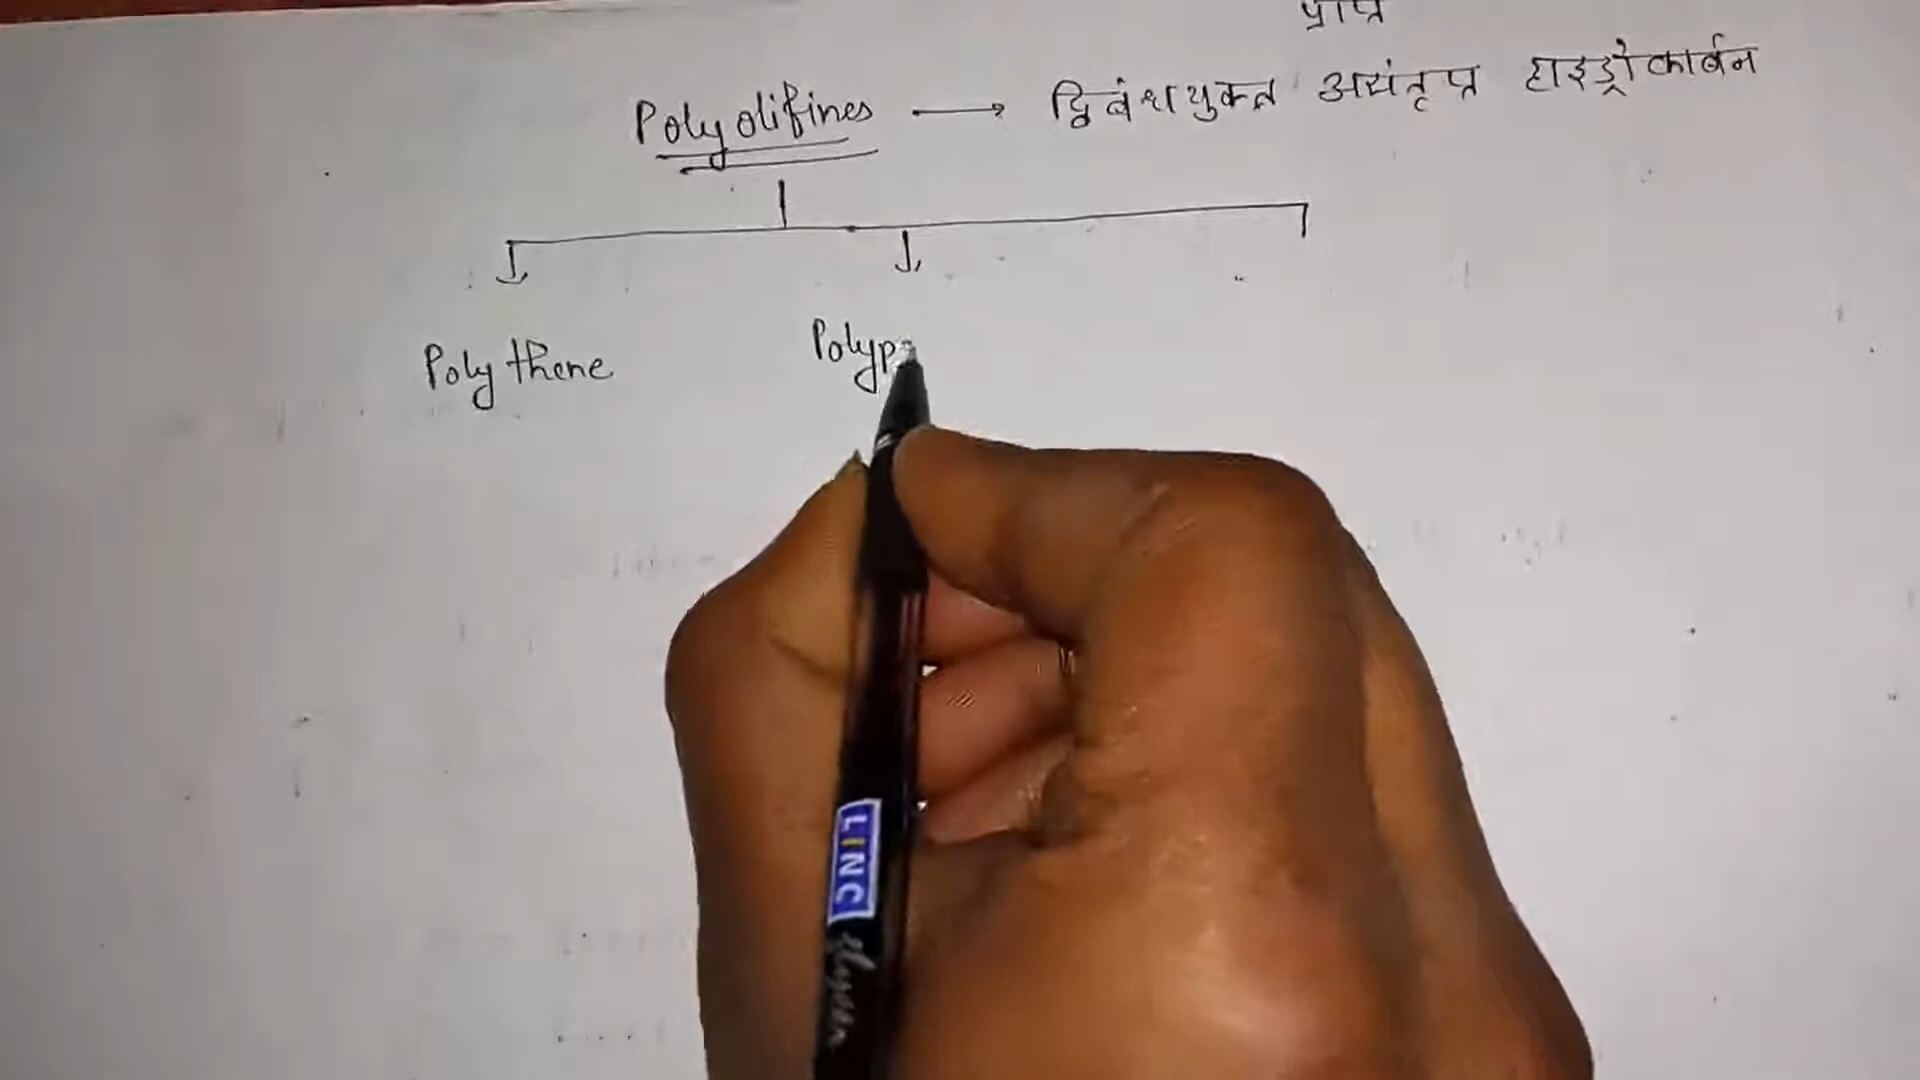 प्राप्त
Polyolifines → द्विबंधयुक्त असंतृप्त हाइड्रोकार्बन
Polythene Polyp
LINC